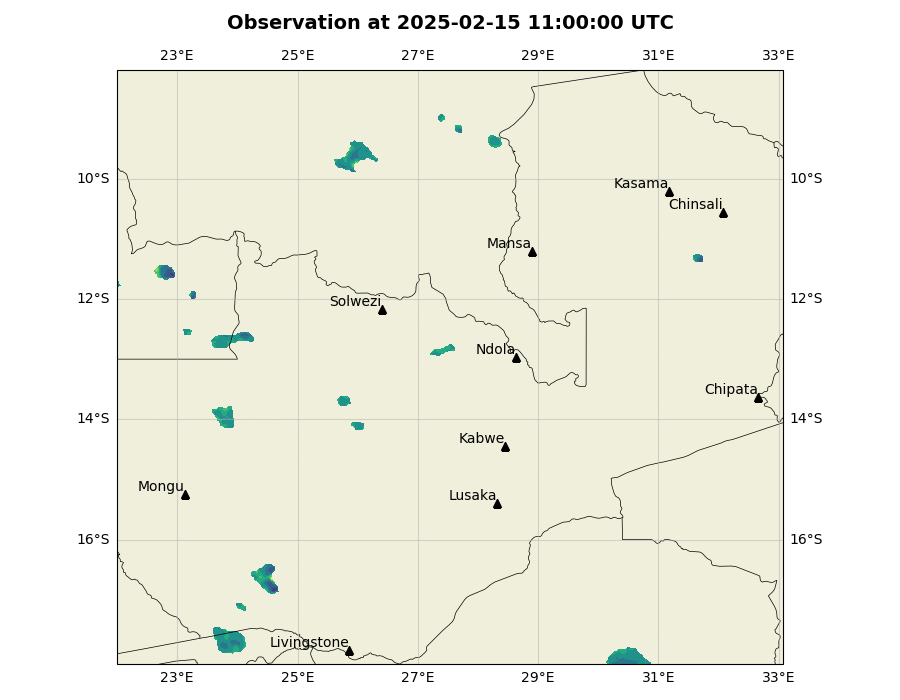 Observation at 2025-02-15 11:00:00 UTC
23°E 25°E 27°E 29°E 31°E 33°E
10°S 10°S
Kasama
Chinsali
Mansa
12°S 12°S
Solwezi
Ndola
Chipata
14°S 14°S
Kabwe
Mongu
Lusaka
16°S 16°S
Livingstone
23°E 25°E 27°E 29°E 31°E 33°E